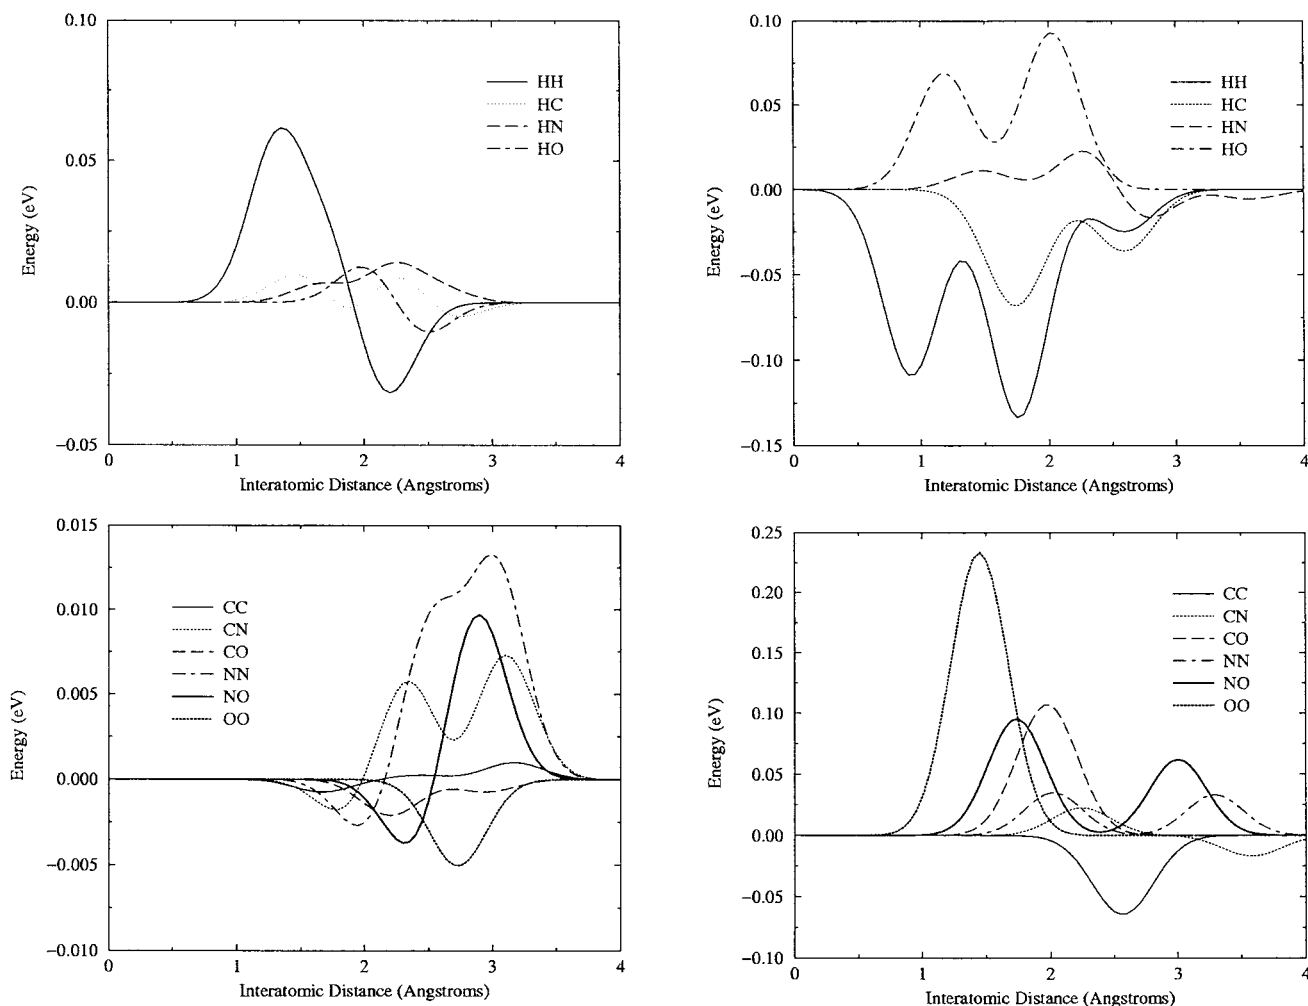 0.10
0.05
0.00
−0.05
Energy (eV)
HH
HC
HN
HO
0
1
2
3
4
Interatomic Distance (Angstroms)
0.10
0.05
0.00
−0.05
−0.10
−0.15
Energy (eV)
HH
HC
HN
HO
0
1
2
3
4
Interatomic Distance (Angstroms)
0.015
0.010
0.005
0.000
−0.005
−0.010
Energy (eV)
CC
CN
CO
NN
NO
OO
0
1
2
3
4
Interatomic Distance (Angstroms)
0.25
0.20
0.15
0.10
0.05
0.00
−0.05
−0.10
Energy (eV)
CC
CN
CO
NN
NO
OO
0
1
2
3
4
Interatomic Distance (Angstroms)